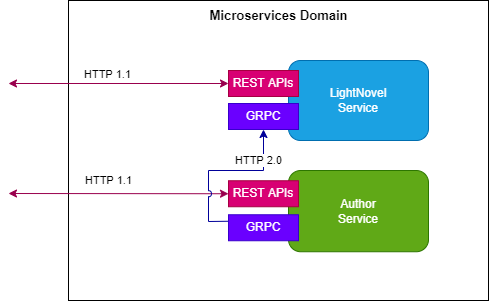 Microservices Domain
HTTP 1.1
REST APIs
LightNovel
Service
GRPC
HTTP 2.0
HTTP 1.1
REST APIs
Author
Service
GRPC